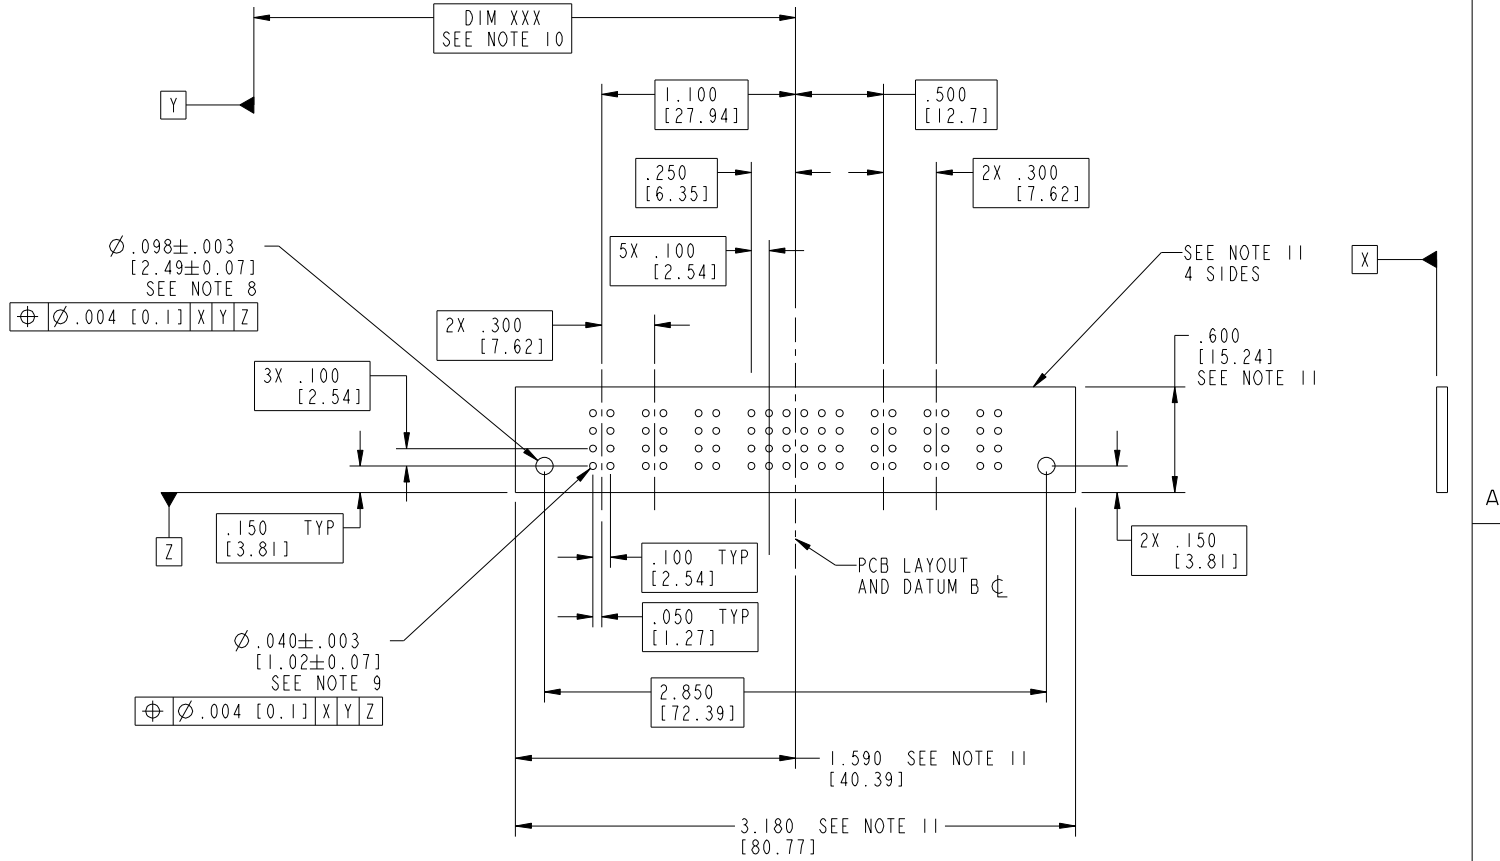 DIM XXX
SEE NOTE 10
Y
1.100
[27.94]
.500
[12.7]
.250
[6.35]
2X .300
[7.62]
5X .100
[2.54]
Ø.098±.003
[2.49±0.07]
SEE NOTE 8
⌖ Ø.004 [0.1] X Y Z
SEE NOTE 11
4 SIDES
X
2X .300
[7.62]
.600
[15.24]
SEE NOTE 11
3X .100
[2.54]
A
Z
.150 TYP
[3.81]
.100 TYP
[2.54]
PCB LAYOUT
AND DATUM B ℄
2X .150
[3.81]
.050 TYP
[1.27]
Ø.040±.003
[1.02±0.07]
SEE NOTE 9
⌖ Ø.004 [0.1] X Y Z
2.850
[72.39]
1.590 SEE NOTE 11
[40.39]
3.180 SEE NOTE 11
[80.77]